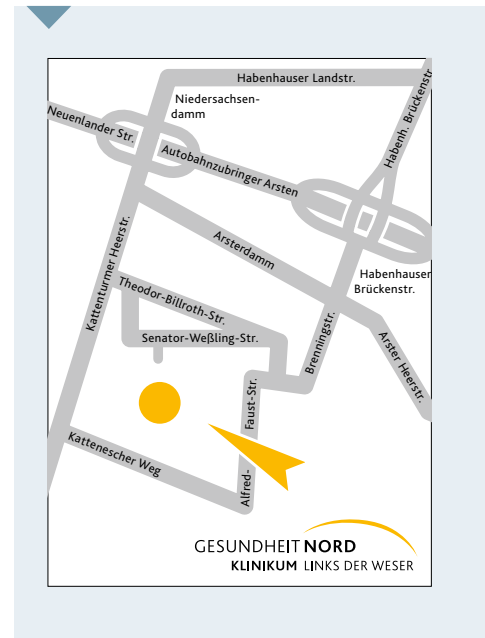 Habenhauser Landstr.
Niedersachsen-
damm
Habenh. Brückenstr.
Neuenlander Str.
Autobahnzubringer Arsten
Kattenturmer Heerstr.
Arsterdamm
Habenhauser
Brückenstr.
Theodor-Billroth-Str.
Senator-Weßling-Str.
Brenningstr.
Arster Heerstr.
Alfred-
Faust-Str.
Kattenescher Weg
GESUNDHEIT NORD
KLINIKUM LINKS DER WESER